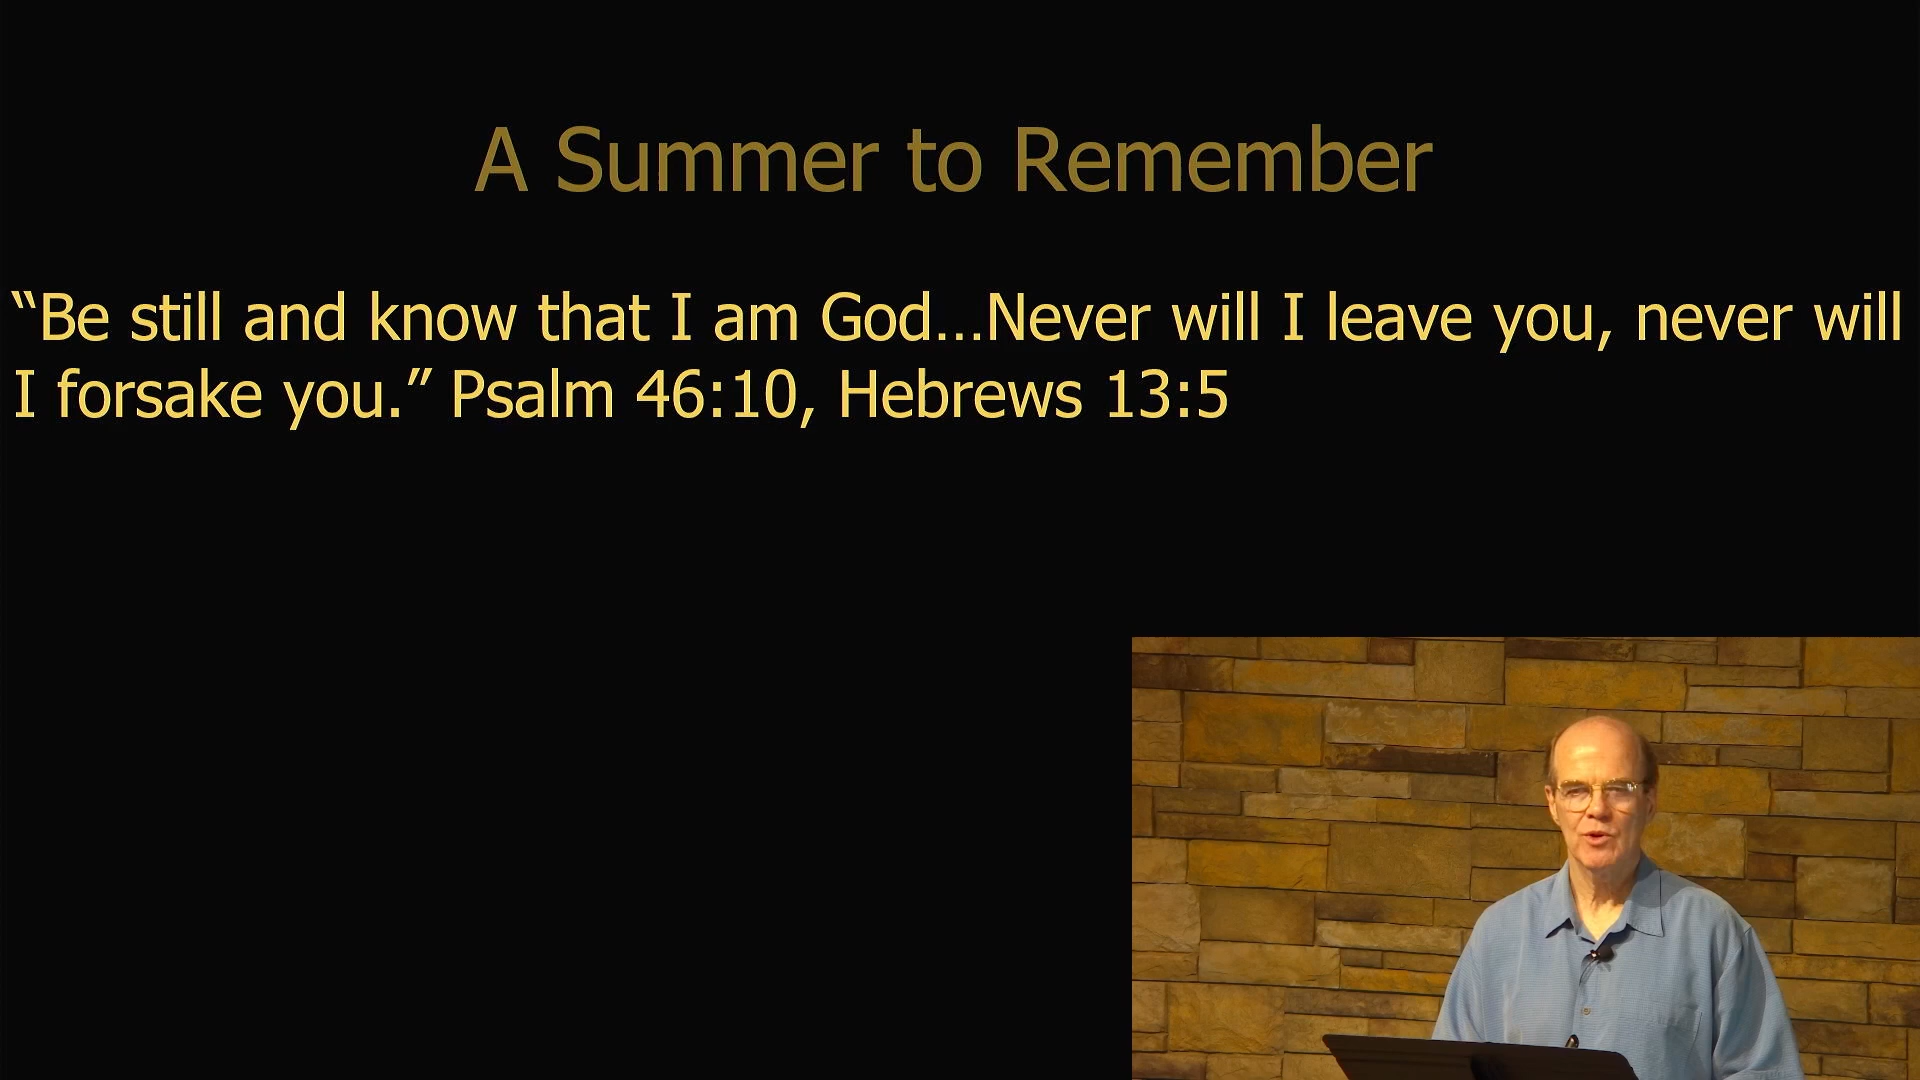 A Summer to Remember
“Be still and know that I am God…Never will I leave you, never will
I forsake you.” Psalm 46:10, Hebrews 13:5